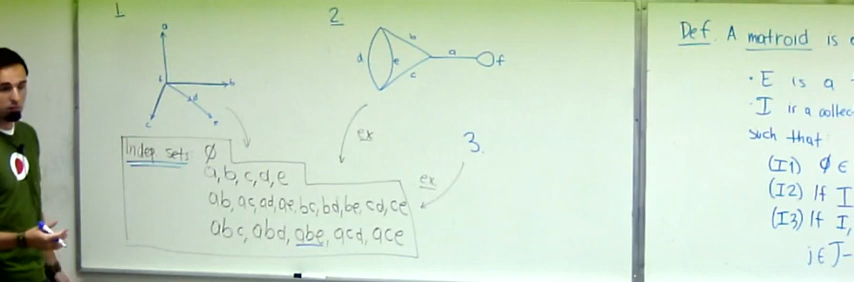 1
a
b
c
d
e
2
d
e
b
c
a
f
ex
3.
ex
Indep sets ∅
a, b, c, d, e
ab, ac, ad, ae, bc, bd, be, cd, ce
abc, abd, abe, acd, ace
Def. A matroid is
· E is a
· I is a collec
such that:
(I1) ∅ ∈
(I2) If I
(I3) If I,
j ∈ J-